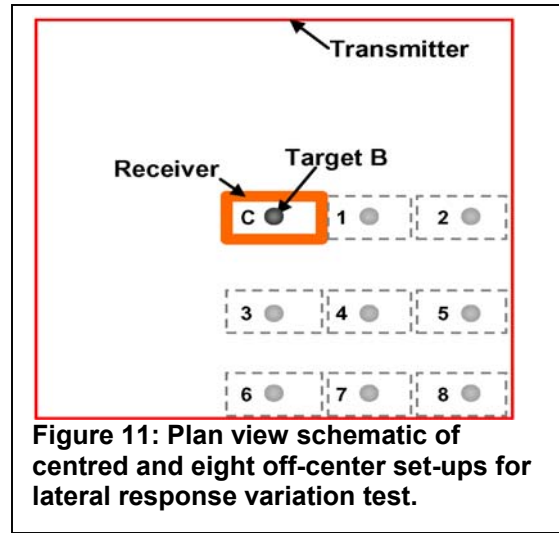 Transmitter
Target B
Receiver
C 1 2
3 4 5
6 7 8
Figure 11: Plan view schematic of
centred and eight off-center set-ups for
lateral response variation test.